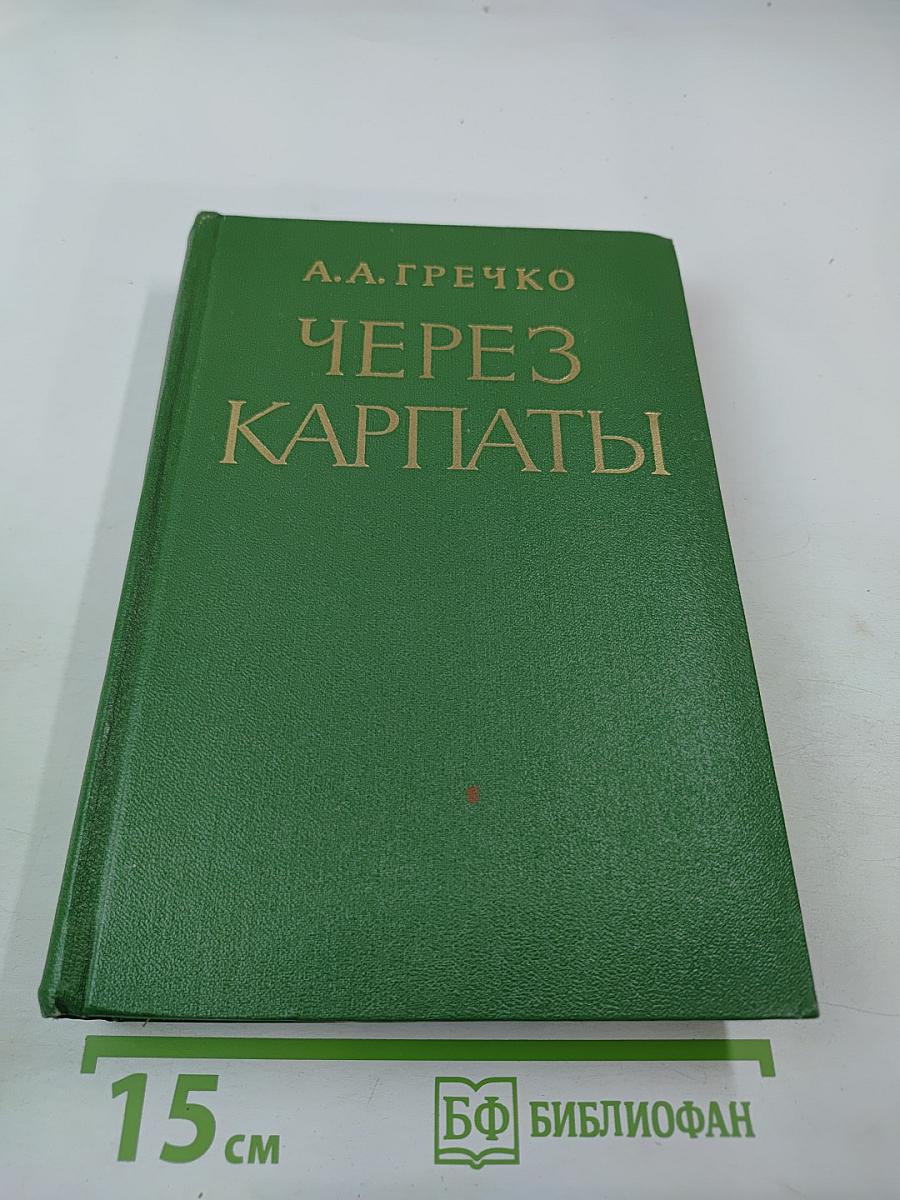 А.А.ГРЕЧКО
ЧЕРЕЗ
КАРПАТЫ
15 см
БФ БИБЛИОФАН